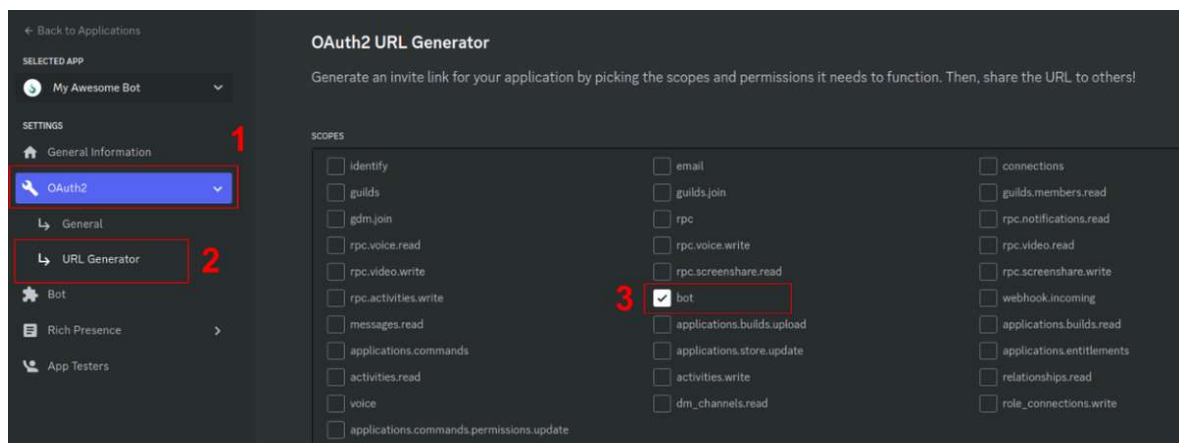 ← Back to Applications
SELECTED APP
My Awesome Bot
SETTINGS
1
General Information
OAuth2
General
URL Generator
2
Bot
Rich Presence
App Testers
OAuth2 URL Generator
Generate an invite link for your application by picking the scopes and permissions it needs to function. Then, share the URL to others!
SCOPES
identify email connections
guilds guilds.join guilds.members.read
gdm.join rpc rpc.notifications.read
rpc.voice.read rpc.voice.write rpc.video.read
rpc.video.write rpc.screenshare.read rpc.screenshare.write
rpc.activities.write 3 bot webhook.incoming
messages.read applications.builds.upload applications.builds.read
applications.commands applications.store.update applications.entitlements
activities.read activities.write relationships.read
voice dm_channels.read role_connections.write
applications.commands.permissions.update